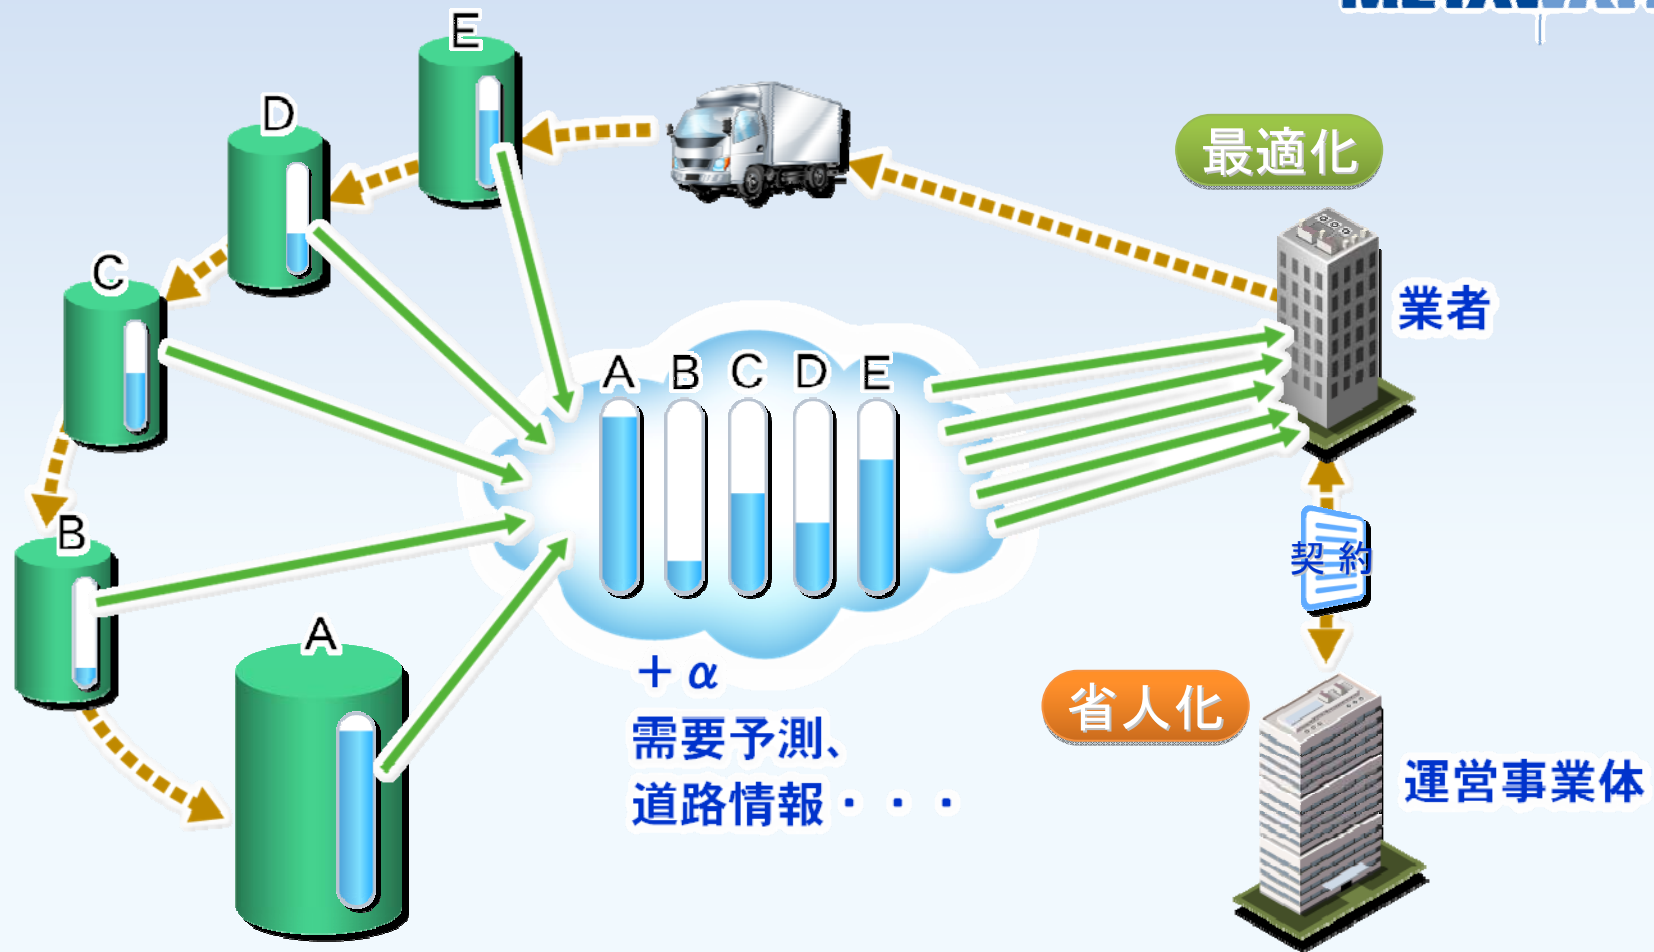 E
D
最適化
C
業者
A B C D E
B
契約
A
+α
省人化
需要予測、
運営事業体
道路情報・・・